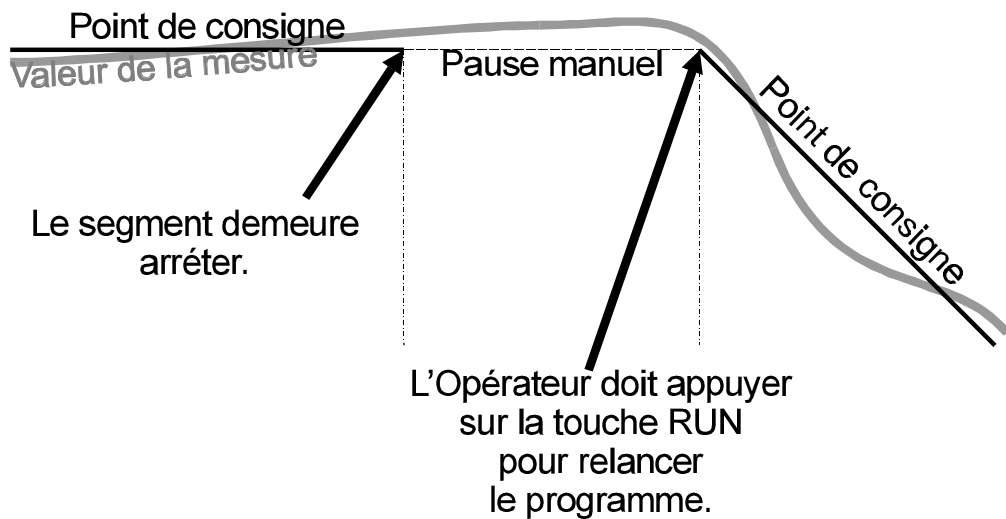 Point de consigne
Valeur de la mesure
Pause manuel
Point de consigne
Le segment demeure
arréter.
L'Opérateur doit appuyer
sur la touche RUN
pour relancer
le programme.